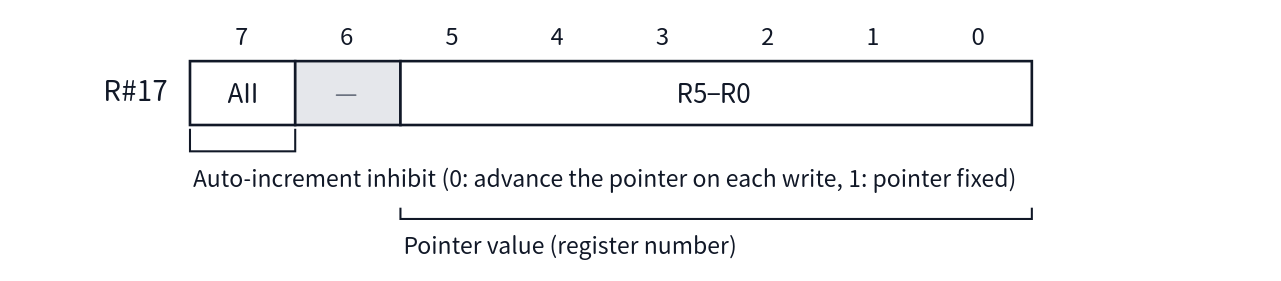 7 6 5 4 3 2 1 0
R#17 AII — R5–R0
Auto-increment inhibit (0: advance the pointer on each write, 1: pointer fixed)
Pointer value (register number)